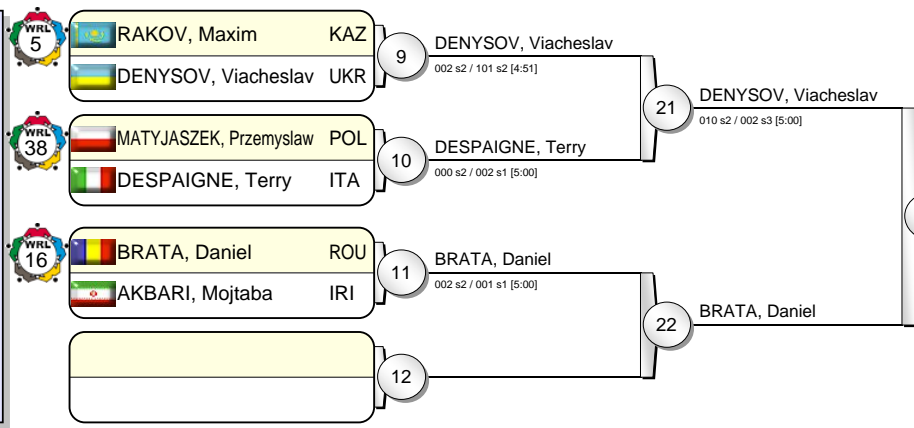 WRL
5
RAKOV, Maxim KAZ
DENYSOV, Viacheslav UKR
9
DENYSOV, Viacheslav
002 s2 / 101 s2 [4:51]
21
DENYSOV, Viacheslav
010 s2 / 002 s3 [5:00]
WRL
38
MATYJASZEK, Przemyslaw POL
DESPAIGNE, Terry ITA
10
DESPAIGNE, Terry
000 s2 / 002 s1 [5:00]
WRL
16
BRATA, Daniel ROU
AKBARI, Mojtaba IRI
11
BRATA, Daniel
002 s2 / 001 s1 [5:00]
22
BRATA, Daniel
12